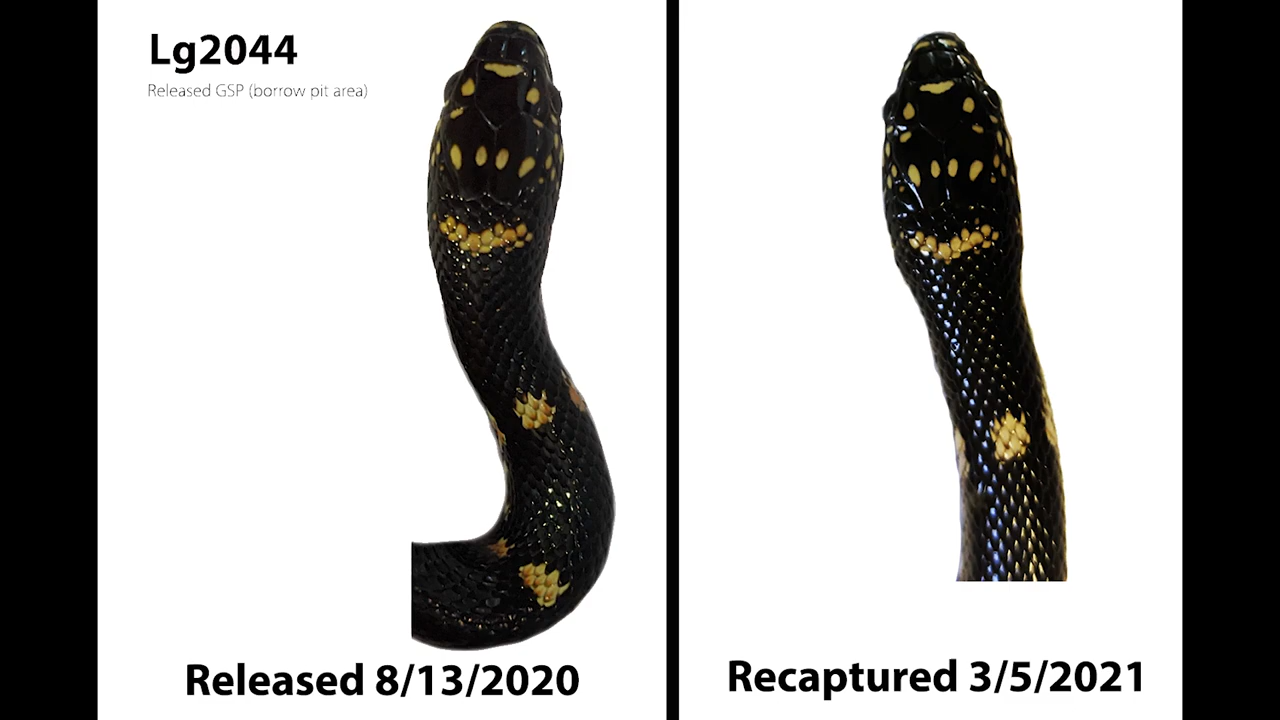 Lg2044
Released GSP (borrow pit area)
Released 8/13/2020
Recaptured 3/5/2021